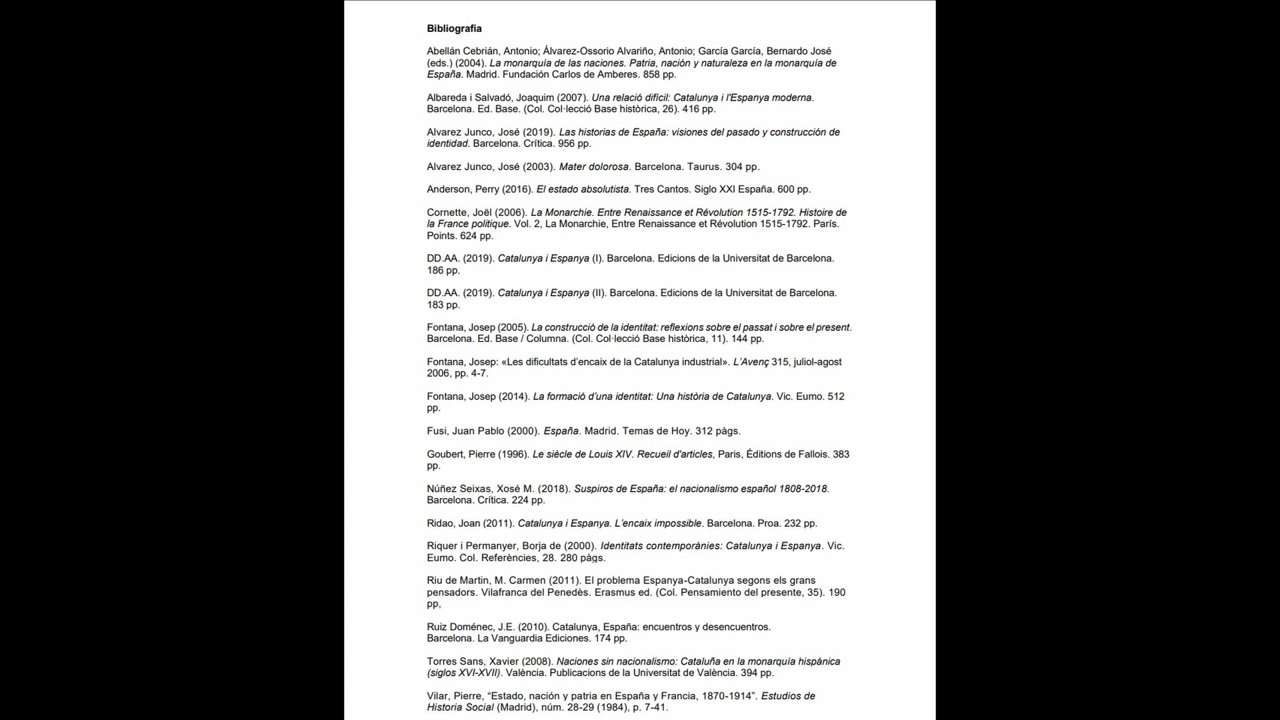 Bibliografia
Abellán Cebrián, Antonio; Álvarez-Ossorio Alvariño, Antonio; García García, Bernardo José
(eds.) (2004). La monarquía de las naciones. Patria, nación y naturaleza en la monarquía de
España. Madrid. Fundación Carlos de Amberes. 858 pp.
Albareda i Salvadó, Joaquim (2007). Una relació difícil: Catalunya i l'Espanya moderna.
Barcelona. Ed. Base. (Col. Col·lecció Base històrica, 26). 416 pp.
Alvarez Junco, José (2019). Las historias de España: visiones del pasado y construcción de
identidad. Barcelona. Crítica. 956 pp.
Alvarez Junco, José (2003). Mater dolorosa. Barcelona. Taurus. 304 pp.
Anderson, Perry (2016). El estado absolutista. Tres Cantos. Siglo XXI España. 600 pp.
Cornette, Joël (2006). La Monarchie. Entre Renaissance et Révolution 1515-1792. Histoire de
la France politique. Vol. 2, La Monarchie, Entre Renaissance et Révolution 1515-1792. París.
Points. 624 pp.
DD.AA. (2019). Catalunya i Espanya (I). Barcelona. Edicions de la Universitat de Barcelona.
186 pp.
DD.AA. (2019). Catalunya i Espanya (II). Barcelona. Edicions de la Universitat de Barcelona.
183 pp.
Fontana, Josep (2005). La construcció de la identitat: reflexions sobre el passat i sobre el present.
Barcelona. Ed. Base / Columna. (Col. Col·lecció Base històrica, 11). 144 pp.
Fontana, Josep: «Les dificultats d’encaix de la Catalunya industrial». L’Avenç 315, juliol-agost
2006, pp. 4-7.
Fontana, Josep (2014). La formació d’una identitat: Una història de Catalunya. Vic. Eumo. 512
pp.
Fusi, Juan Pablo (2000). España. Madrid. Temas de Hoy. 312 pàgs.
Goubert, Pierre (1996). Le siècle de Louis XIV. Recueil d'articles, Paris, Éditions de Fallois. 383
pp.
Núñez Seixas, Xosé M. (2018). Suspiros de España: el nacionalismo español 1808-2018.
Barcelona. Crítica. 224 pp.
Ridao, Joan (2011). Catalunya i Espanya. L’encaix impossible. Barcelona. Proa. 232 pp.
Riquer i Permanyer, Borja de (2000). Identitats contemporànies: Catalunya i Espanya. Vic.
Eumo. Col. Referències, 28. 280 pàgs.
Riu de Martin, M. Carmen (2011). El problema Espanya-Catalunya segons els grans
pensadors. Vilafranca del Penedès. Erasmus ed. (Col. Pensamiento del presente, 35). 190
pp,
Ruiz Doménec, J.E. (2010). Catalunya, España: encuentros y desencuentros.
Barcelona. La Vanguardia Ediciones. 174 pp.
Torres Sans, Xavier (2008). Naciones sin nacionalismo: Cataluña en la monarquía hispánica
(siglos XVI-XVII). València. Publicacions de la Universitat de València. 394 pp.
Vilar, Pierre, “Estado, nación y patria en España y Francia, 1870-1914”. Estudios de
Historia Social (Madrid), núm. 28-29 (1984), p. 7-41.